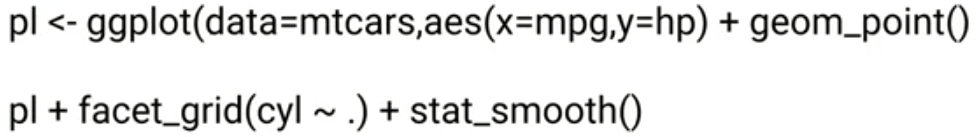 pl <- ggplot(data=mtcars,aes(x=mpg,y=hp) + geom_point()
pl + facet_grid(cyl ~ .) + stat_smooth()